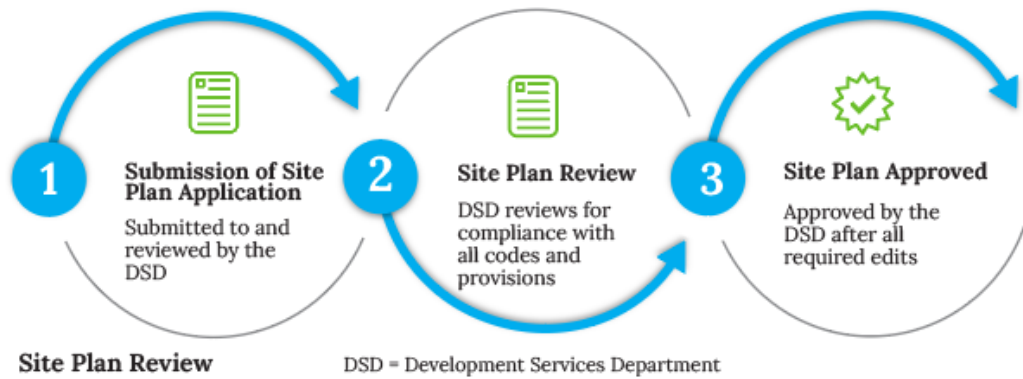 1
Submission of Site
Plan Application
Submitted to and
reviewed by the
DSD
2
Site Plan Review
DSD reviews for
compliance with
all codes and
provisions
3
Site Plan Approved
Approved by the
DSD after all
required edits
Site Plan Review
DSD = Development Services Department